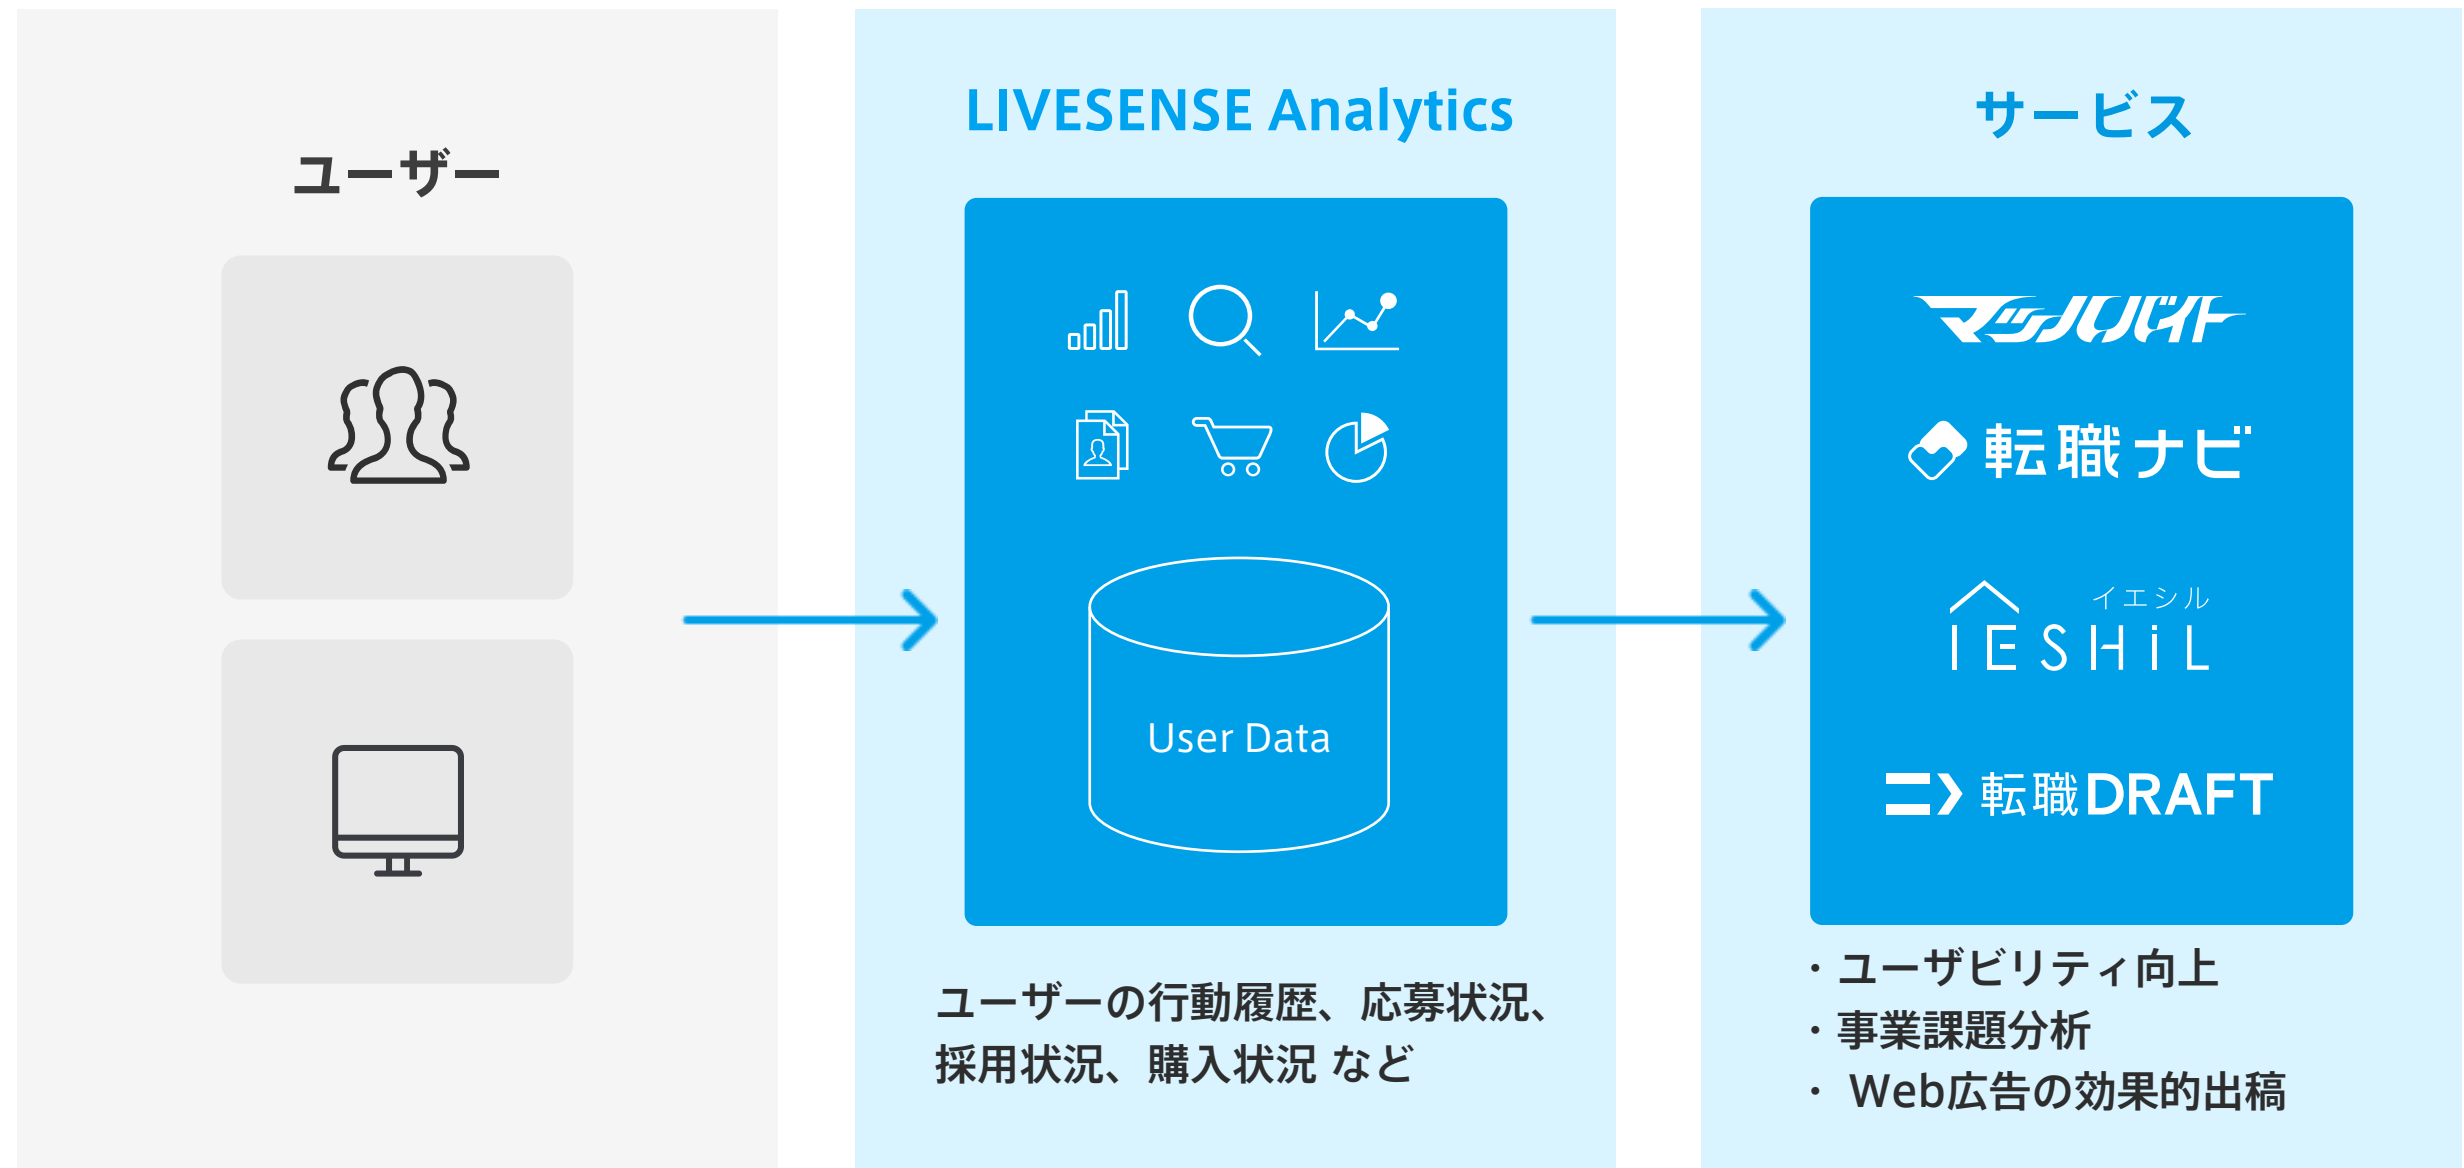 ユーザー
LIVESENSE Analytics
User Data
ユーザーの行動履歴、応募状況、
採用状況、購入状況 など
サービス
マッハバイト
転職ナビ
イエシル
IESHiL
転職DRAFT
・ユーザビリティ向上
・事業課題分析
・ Web広告の効果的出稿